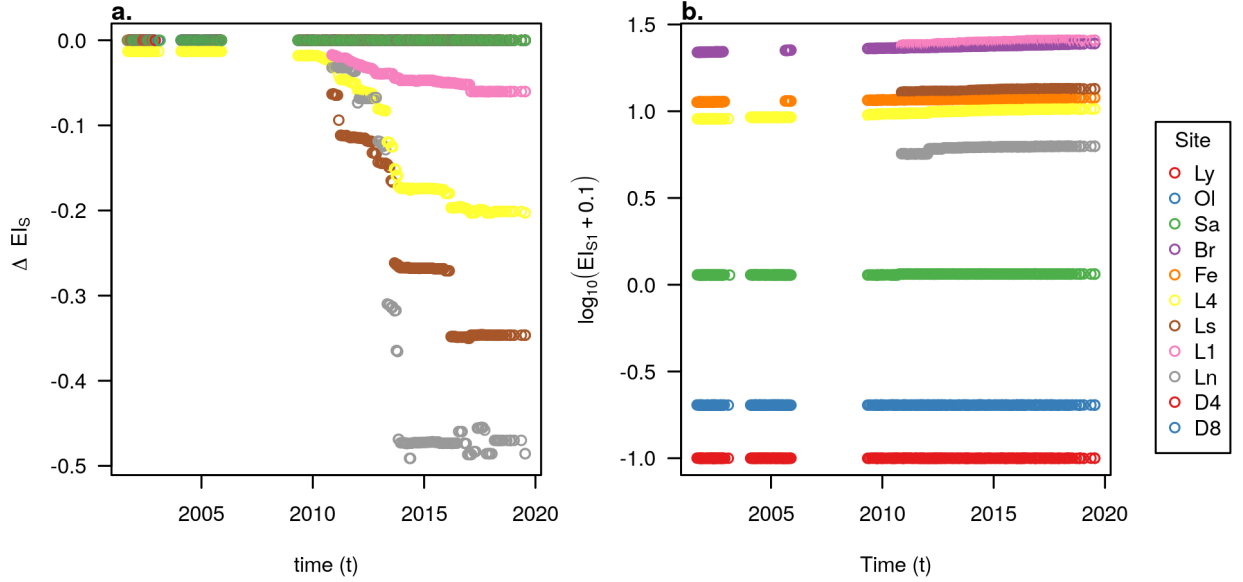 a.
0.0
-0.1
-0.2
-0.3
-0.4
-0.5
Δ EI_S
2005 2010 2015 2020
time (t)
b.
1.5
1.0
0.5
0.0
-0.5
-1.0
log₁₀(EI_S1 + 0.1)
2005 2010 2015 2020
Time (t)
Site
Ly
Ol
Sa
Br
Fe
L4
Ls
L1
Ln
D4
D8